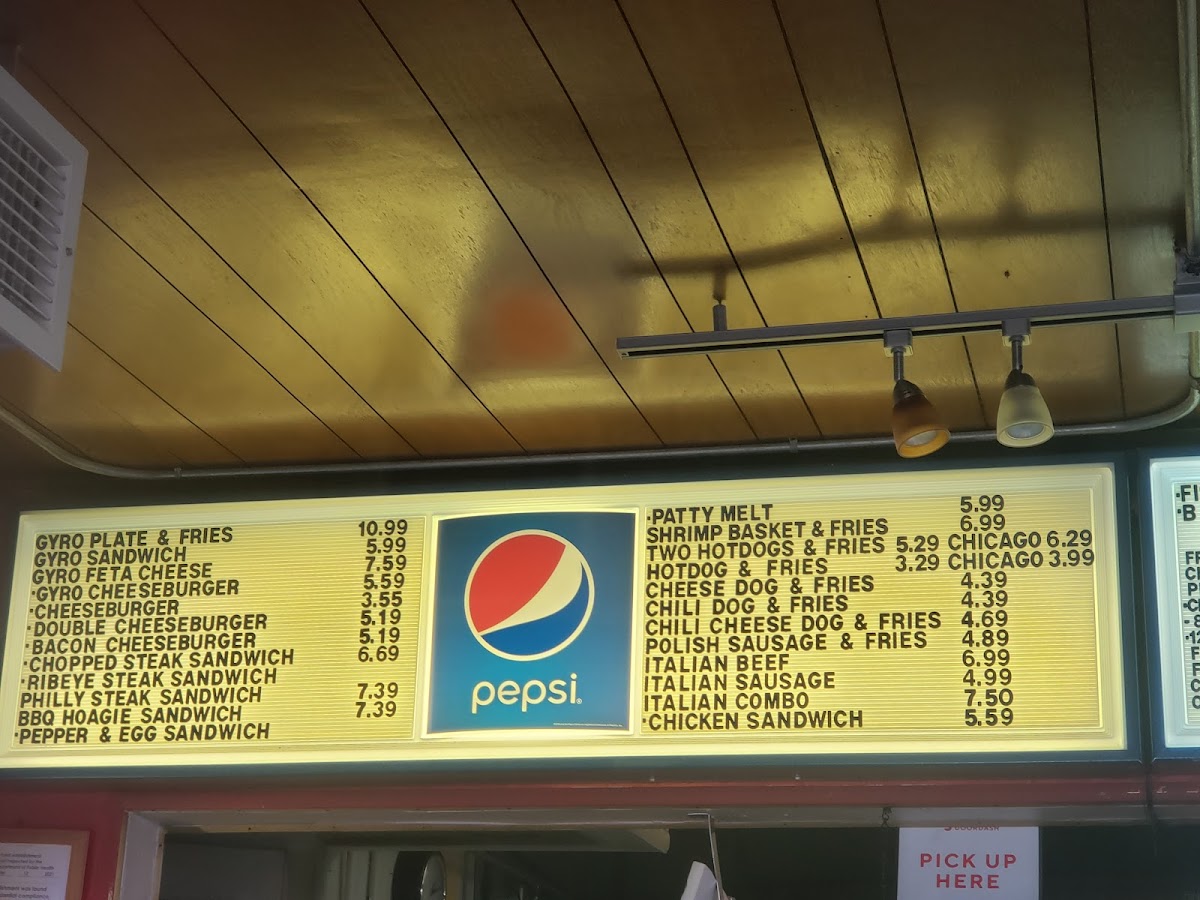 GYRO PLATE & FRIES 10.99
GYRO SANDWICH 5.99
GYRO FETA CHEESE 7.59
·GYRO CHEESEBURGER 5.59
·CHEESEBURGER 3.55
·DOUBLE CHEESEBURGER 5.19
·BACON CHEESEBURGER 5.19
·CHOPPED STEAK SANDWICH 6.69
·RIBEYE STEAK SANDWICH
PHILLY STEAK SANDWICH 7.39
BBQ HOAGIE SANDWICH 7.39
·PEPPER & EGG SANDWICH
pepsi
·PATTY MELT 5.99
SHRIMP BASKET & FRIES 6.99
TWO HOTDOGS & FRIES 5.29 CHICAGO 6.29
HOTDOG & FRIES 3.29 CHICAGO 3.99
CHEESE DOG & FRIES 4.39
CHILI DOG & FRIES 4.39
CHILI CHEESE DOG & FRIES 4.69
POLISH SAUSAGE & FRIES 4.89
ITALIAN BEEF 6.99
ITALIAN SAUSAGE 4.99
ITALIAN COMBO 7.50
·CHICKEN SANDWICH 5.59
DOORDASH
PICK UP
HERE